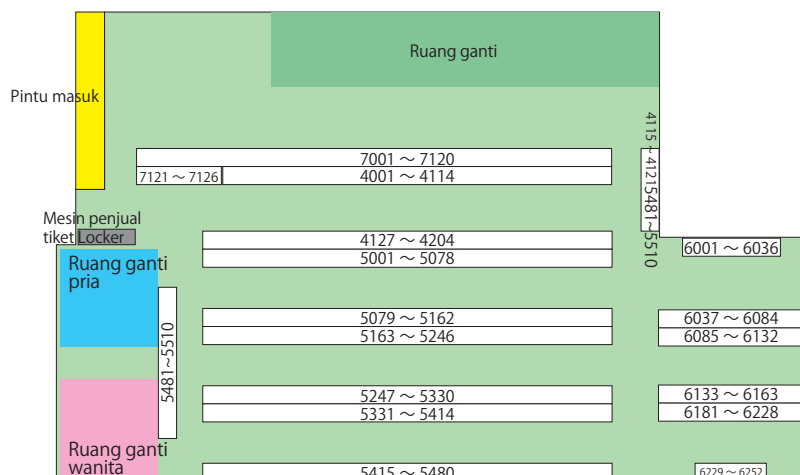 Ruang ganti
Pintu masuk
4115 ~ 41215481~
5510
7001 ～ 7120
7121 ～ 7126
4001 ～ 4114
Mesin penjual
tiket Locker
4127 ～ 4204
5001 ～ 5078
6001 ～ 6036
Ruang ganti
pria
5481~5510
5079 ～ 5162
5163 ～ 5246
6037 ～ 6084
6085 ～ 6132
5247 ～ 5330
5331 ～ 5414
6133 ～ 6163
6181 ～ 6228
Ruang ganti
wanita
5415 ～ 5480
6229 ～ 6252